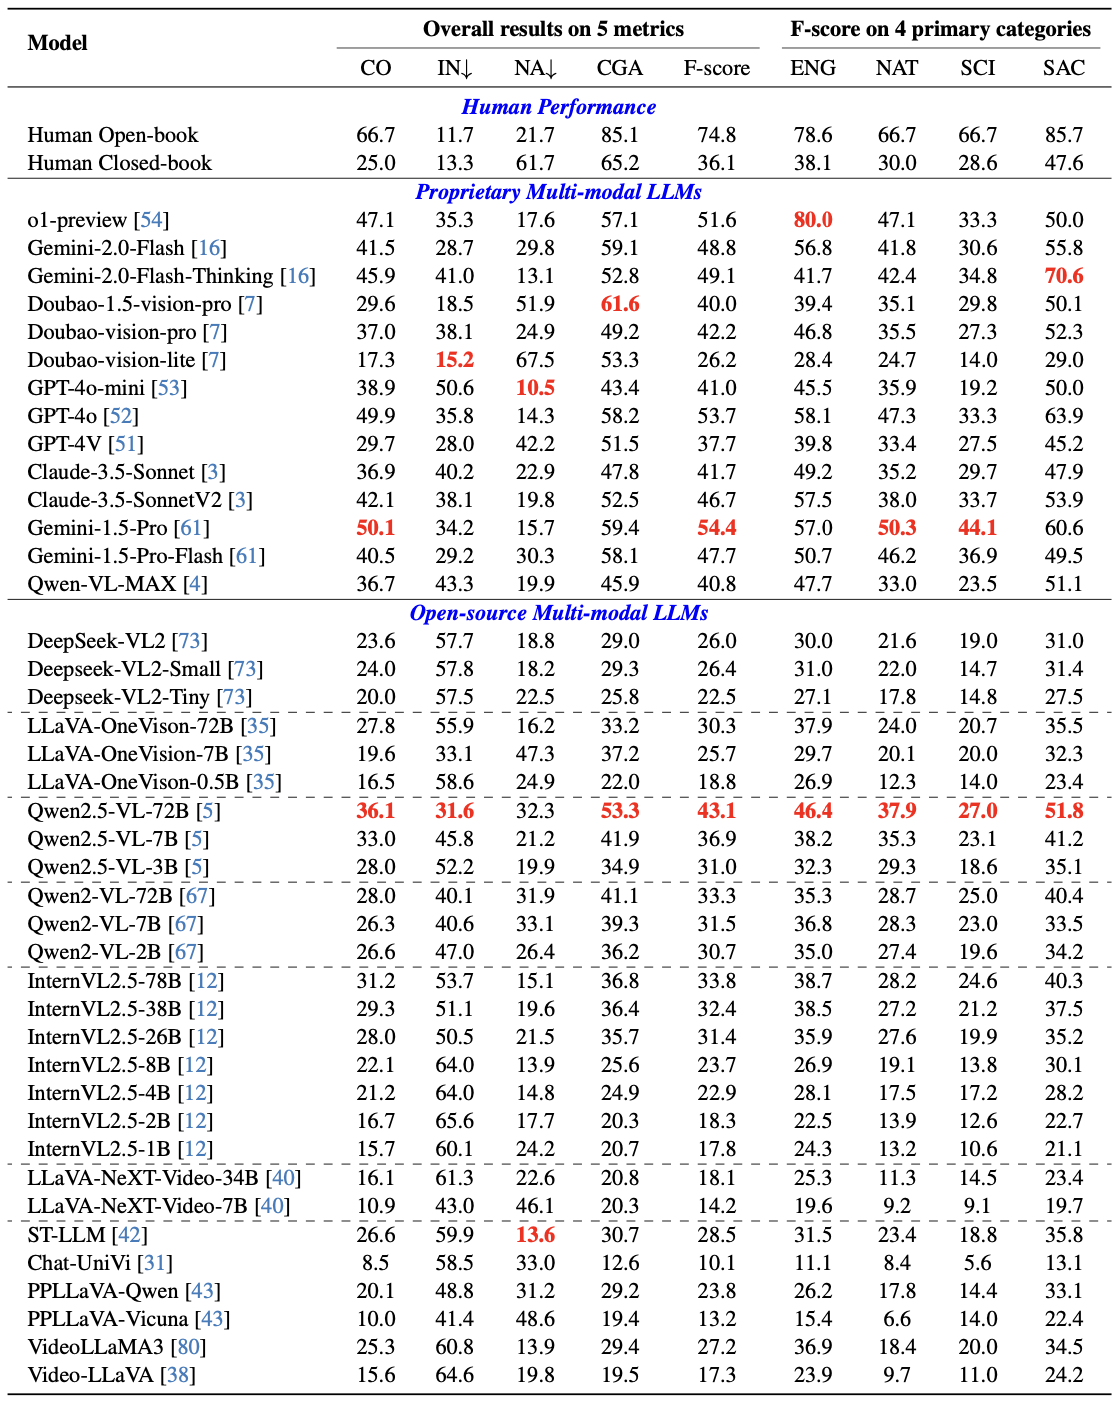 Model Overall results on 5 metrics F-score on 4 primary categories
CO IN↓ NA↓ CGA F-score ENG NAT SCI SAC
Human Performance
Human Open-book 66.7 11.7 21.7 85.1 74.8 78.6 66.7 66.7 85.7
Human Closed-book 25.0 13.3 61.7 65.2 36.1 38.1 30.0 28.6 47.6
Proprietary Multi-modal LLMs
o1-preview [54] 47.1 35.3 17.6 57.1 51.6 80.0 47.1 33.3 50.0
Gemini-2.0-Flash [16] 41.5 28.7 29.8 59.1 48.8 56.8 41.8 30.6 55.8
Gemini-2.0-Flash-Thinking [16] 45.9 41.0 13.1 52.8 49.1 41.7 42.4 34.8 70.6
Doubao-1.5-vision-pro [7] 29.6 18.5 51.9 61.6 40.0 39.4 35.1 29.8 50.1
Doubao-vision-pro [7] 37.0 38.1 24.9 49.2 42.2 46.8 35.5 27.3 52.3
Doubao-vision-lite [7] 17.3 15.2 67.5 53.3 26.2 28.4 24.7 14.0 29.0
GPT-4o-mini [53] 38.9 50.6 10.5 43.4 41.0 45.5 35.9 19.2 50.0
GPT-4o [52] 49.9 35.8 14.3 58.2 53.7 58.1 47.3 33.3 63.9
GPT-4V [51] 29.7 28.0 42.2 51.5 37.7 39.8 33.4 27.5 45.2
Claude-3.5-Sonnet [3] 36.9 40.2 22.9 47.8 41.7 49.2 35.2 29.7 47.9
Claude-3.5-SonnetV2 [3] 42.1 38.1 19.8 52.5 46.7 57.5 38.0 33.7 53.9
Gemini-1.5-Pro [61] 50.1 34.2 15.7 59.4 54.4 57.0 50.3 44.1 60.6
Gemini-1.5-Pro-Flash [61] 40.5 29.2 30.3 58.1 47.7 50.7 46.2 36.9 49.5
Qwen-VL-MAX [4] 36.7 43.3 19.9 45.9 40.8 47.7 33.0 23.5 51.1
Open-source Multi-modal LLMs
DeepSeek-VL2 [73] 23.6 57.7 18.8 29.0 26.0 30.0 21.6 19.0 31.0
Deepseek-VL2-Small [73] 24.0 57.8 18.2 29.3 26.4 31.0 22.0 14.7 31.4
Deepseek-VL2-Tiny [73] 20.0 57.5 22.5 25.8 22.5 27.1 17.8 14.8 27.5
LLaVA-OneVison-72B [35] 27.8 55.9 16.2 33.2 30.3 37.9 24.0 20.7 35.5
LLaVA-OneVision-7B [35] 19.6 33.1 47.3 37.2 25.7 29.7 20.1 20.0 32.3
LLaVA-OneVison-0.5B [35] 16.5 58.6 24.9 22.0 18.8 26.9 12.3 14.0 23.4
Qwen2.5-VL-72B [5] 36.1 31.6 32.3 53.3 43.1 46.4 37.9 27.0 51.8
Qwen2.5-VL-7B [5] 33.0 45.8 21.2 41.9 36.9 38.2 35.3 23.1 41.2
Qwen2.5-VL-3B [5] 28.0 52.2 19.9 34.9 31.0 32.3 29.3 18.6 35.1
Qwen2-VL-72B [67] 28.0 40.1 31.9 41.1 33.3 35.3 28.7 25.0 40.4
Qwen2-VL-7B [67] 26.3 40.6 33.1 39.3 31.5 36.8 28.3 23.0 33.5
Qwen2-VL-2B [67] 26.6 47.0 26.4 36.2 30.7 35.0 27.4 19.6 34.2
InternVL2.5-78B [12] 31.2 53.7 15.1 36.8 33.8 38.7 28.2 24.6 40.3
InternVL2.5-38B [12] 29.3 51.1 19.6 36.4 32.4 38.5 27.2 21.2 37.5
InternVL2.5-26B [12] 28.0 50.5 21.5 35.7 31.4 35.9 27.6 19.9 35.2
InternVL2.5-8B [12] 22.1 64.0 13.9 25.6 23.7 26.9 19.1 13.8 30.1
InternVL2.5-4B [12] 21.2 64.0 14.8 24.9 22.9 28.1 17.5 17.2 28.2
InternVL2.5-2B [12] 16.7 65.6 17.7 20.3 18.3 22.5 13.9 12.6 22.7
InternVL2.5-1B [12] 15.7 60.1 24.2 20.7 17.8 24.3 13.2 10.6 21.1
LLaVA-NeXT-Video-34B [40] 16.1 61.3 22.6 20.8 18.1 25.3 11.3 14.5 23.4
LLaVA-NeXT-Video-7B [40] 10.9 43.0 46.1 20.3 14.2 19.6 9.2 9.1 19.7
ST-LLM [42] 26.6 59.9 13.6 30.7 28.5 31.5 23.4 18.8 35.8
Chat-UniVi [31] 8.5 58.5 33.0 12.6 10.1 11.1 8.4 5.6 13.1
PPLLaVA-Qwen [43] 20.1 48.8 31.2 29.2 23.8 26.2 17.8 14.4 33.1
PPLLaVA-Vicuna [43] 10.0 41.4 48.6 19.4 13.2 15.4 6.6 14.0 22.4
VideoLLaMA3 [80] 25.3 60.8 13.9 29.4 27.2 36.9 18.4 20.0 34.5
Video-LLaVA [38] 15.6 64.6 19.8 19.5 17.3 23.9 9.7 11.0 24.2